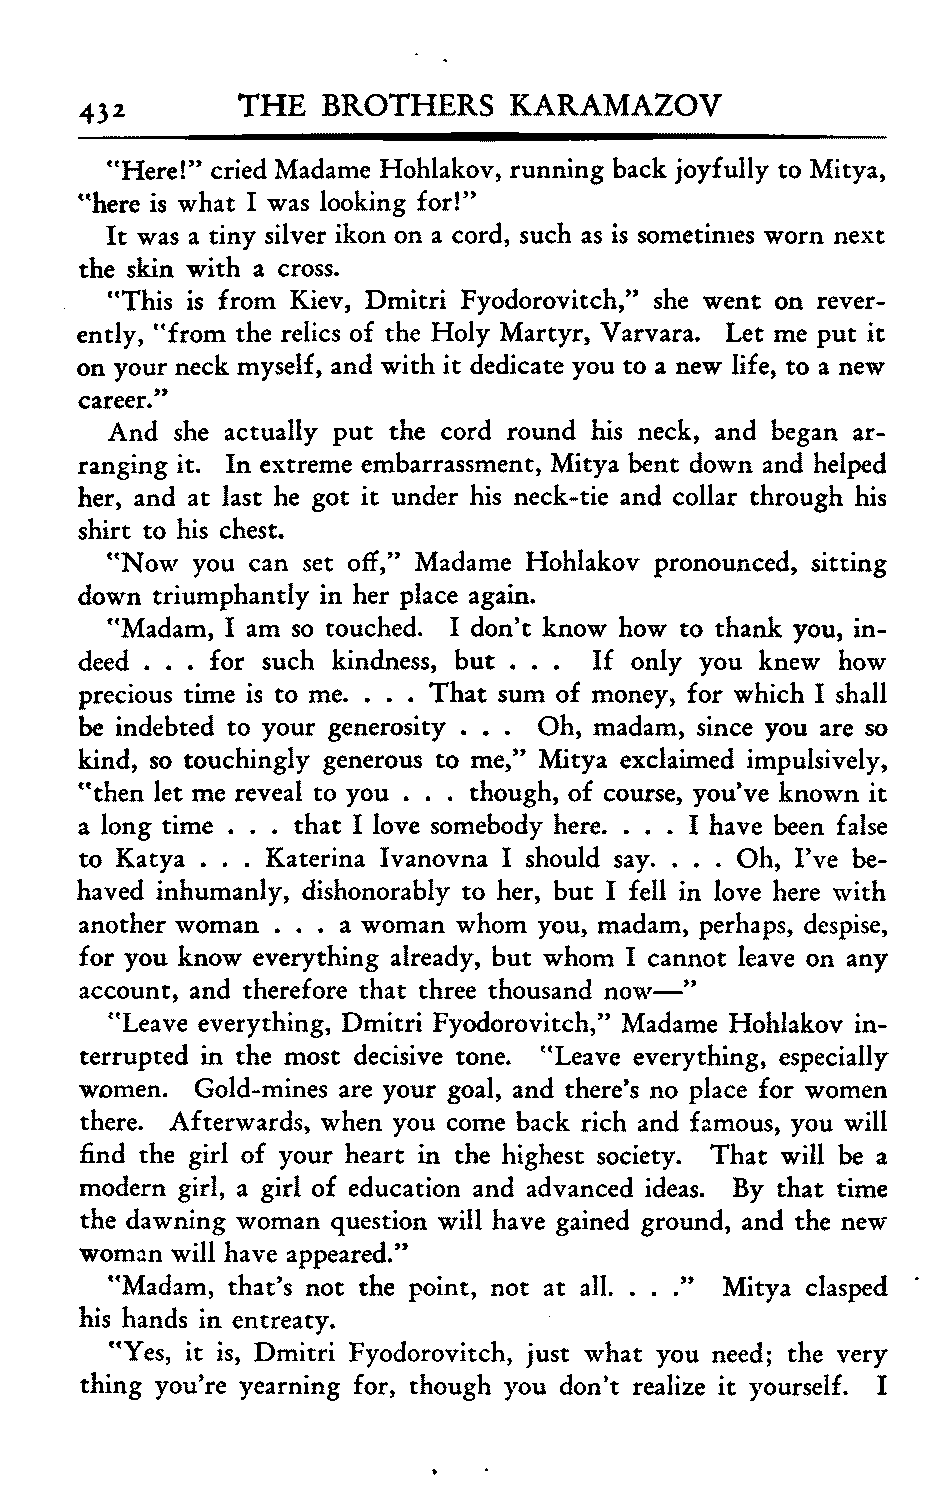 432 THE BROTHERS KARAMAZOV
"Here!" cried Madame Hohlakov, running back joyfully to Mitya,
"here is what I was looking for!"
It was a tiny silver ikon on a cord, such as is sometimes worn next
the skin with a cross.
"This is from Kiev, Dmitri Fyodorovitch," she went on rever-
ently, "from the relics of the Holy Martyr, Varvara. Let me put it
on your neck myself, and with it dedicate you to a new life, to a new
career."
And she actually put the cord round his neck, and began ar-
ranging it. In extreme embarrassment, Mitya bent down and helped
her, and at last he got it under his neck-tie and collar through his
shirt to his chest.
"Now you can set off," Madame Hohlakov pronounced, sitting
down triumphantly in her place again.
"Madam, I am so touched. I don't know how to thank you, in-
deed . . . for such kindness, but . . . If only you knew how
precious time is to me. . . . That sum of money, for which I shall
be indebted to your generosity . . . Oh, madam, since you are so
kind, so touchingly generous to me," Mitya exclaimed impulsively,
"then let me reveal to you . . . though, of course, you've known it
a long time . . . that I love somebody here. . . . I have been false
to Katya . . . Katerina Ivanovna I should say. . . . Oh, I've be-
haved inhumanly, dishonorably to her, but I fell in love here with
another woman . . . a woman whom you, madam, perhaps, despise,
for you know everything already, but whom I cannot leave on any
account, and therefore that three thousand now—"
"Leave everything, Dmitri Fyodorovitch," Madame Hohlakov in-
terrupted in the most decisive tone. "Leave everything, especially
women. Gold-mines are your goal, and there's no place for women
there. Afterwards, when you come back rich and famous, you will
find the girl of your heart in the highest society. That will be a
modern girl, a girl of education and advanced ideas. By that time
the dawning woman question will have gained ground, and the new
woman will have appeared."
"Madam, that's not the point, not at all. . . ." Mitya clasped
his hands in entreaty.
"Yes, it is, Dmitri Fyodorovitch, just what you need; the very
thing you're yearning for, though you don't realize it yourself. I